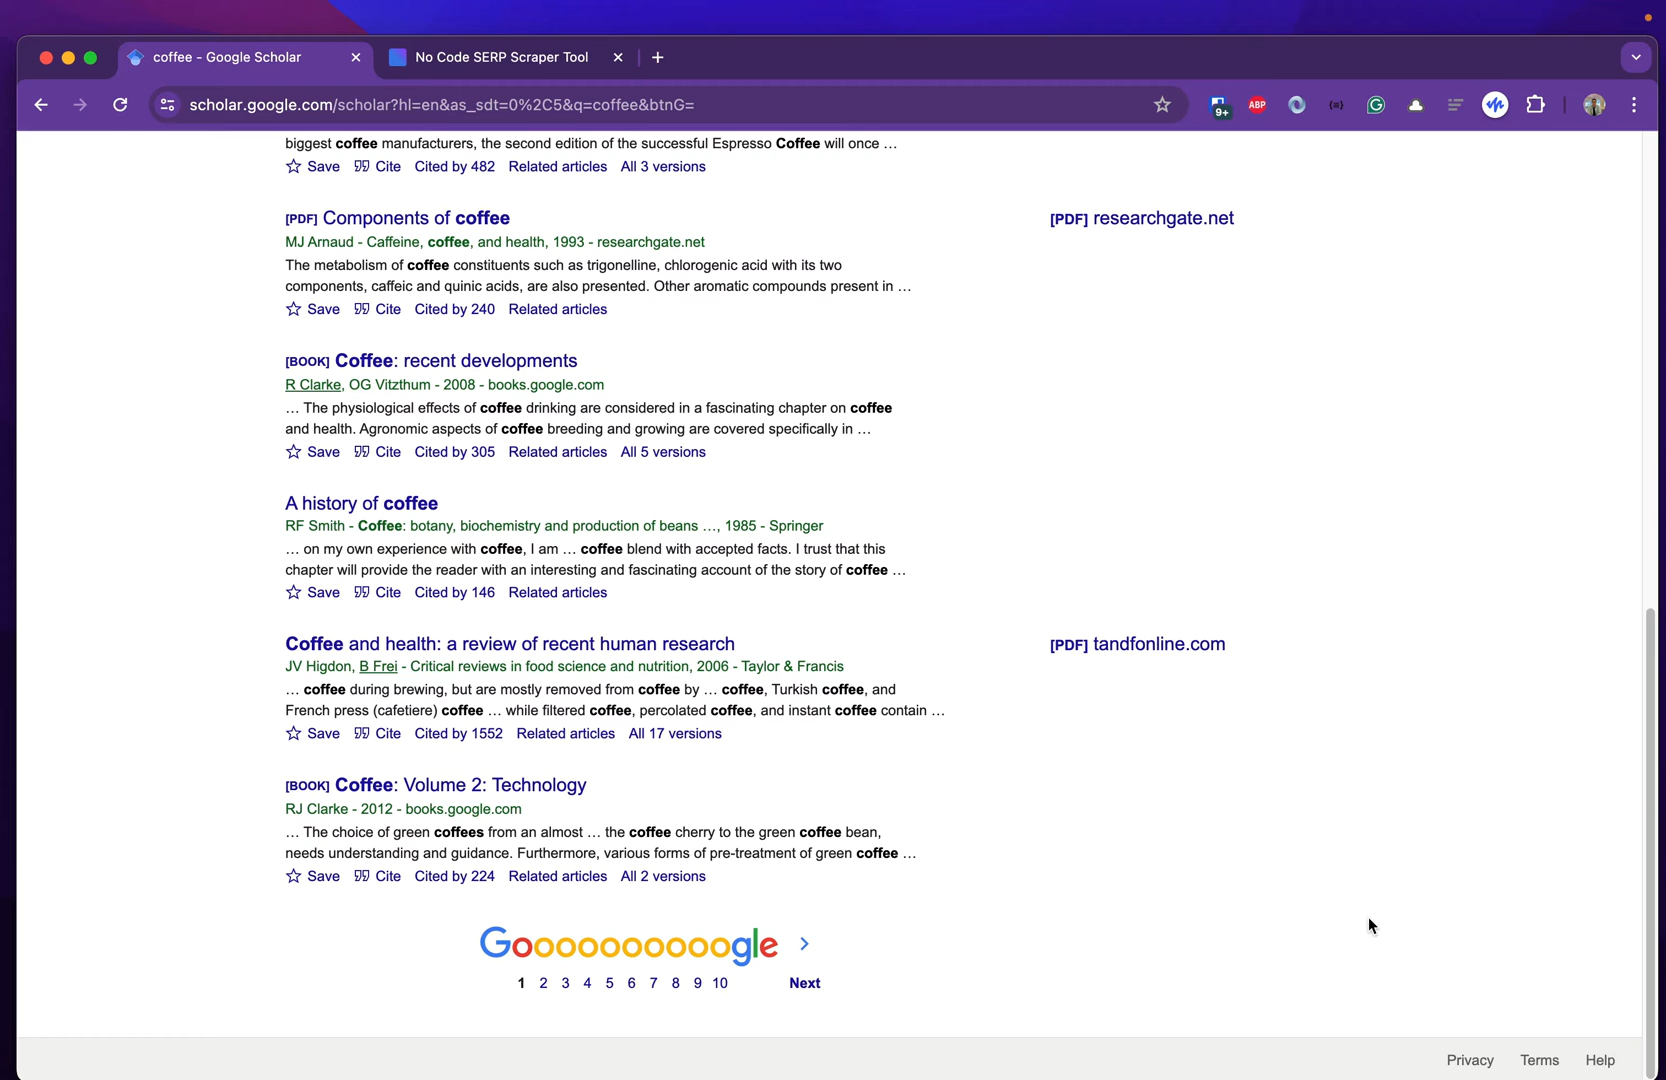 coffee - Google Scholar
No Code SERP Scraper Tool
scholar.google.com/scholar?hl=en&as_sdt=0%2C5&q=coffee&btnG=
9+
ABP
biggest coffee manufacturers, the second edition of the successful Espresso Coffee will once …
Save Cite Cited by 482 Related articles All 3 versions
[PDF] Components of coffee
[PDF] researchgate.net
MJ Arnaud - Caffeine, coffee, and health, 1993 - researchgate.net
The metabolism of coffee constituents such as trigonelline, chlorogenic acid with its two
components, caffeic and quinic acids, are also presented. Other aromatic compounds present in …
Save Cite Cited by 240 Related articles
[BOOK] Coffee: recent developments
R Clarke, OG Vitzthum - 2008 - books.google.com
… The physiological effects of coffee drinking are considered in a fascinating chapter on coffee
and health. Agronomic aspects of coffee breeding and growing are covered specifically in …
Save Cite Cited by 305 Related articles All 5 versions
A history of coffee
RF Smith - Coffee: botany, biochemistry and production of beans …, 1985 - Springer
… on my own experience with coffee, I am … coffee blend with accepted facts. I trust that this
chapter will provide the reader with an interesting and fascinating account of the story of coffee …
Save Cite Cited by 146 Related articles
Coffee and health: a review of recent human research
[PDF] tandfonline.com
JV Higdon, B Frei - Critical reviews in food science and nutrition, 2006 - Taylor & Francis
… coffee during brewing, but are mostly removed from coffee by … coffee, Turkish coffee, and
French press (cafetiere) coffee … while filtered coffee, percolated coffee, and instant coffee contain …
Save Cite Cited by 1552 Related articles All 17 versions
[BOOK] Coffee: Volume 2: Technology
RJ Clarke - 2012 - books.google.com
… The choice of green coffees from an almost … the coffee cherry to the green coffee bean,
needs understanding and guidance. Furthermore, various forms of pre-treatment of green coffee …
Save Cite Cited by 224 Related articles All 2 versions
Goooooooooogle
1 2 3 4 5 6 7 8 9 10 Next
Privacy Terms Help